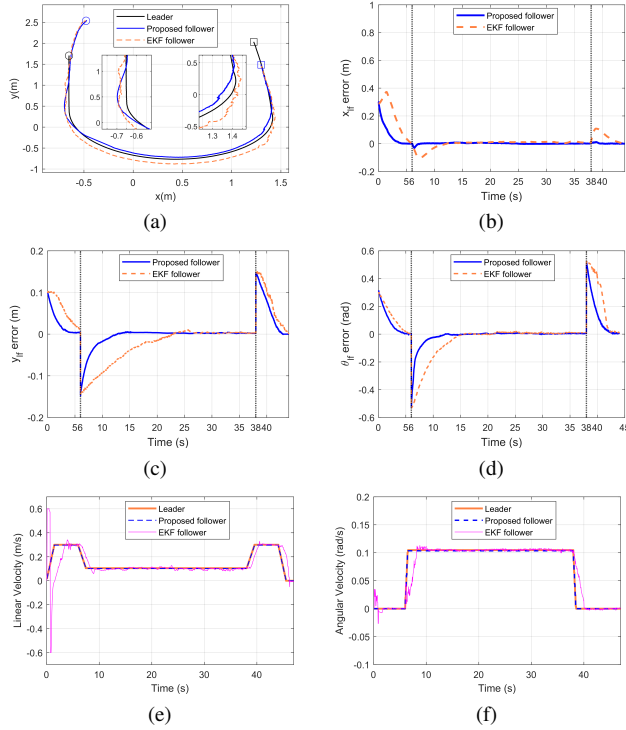 Leader
Proposed follower
EKF follower
y(m)
2.5
2
1.5
1
0.5
0
-0.5
-1
-0.7 -0.6
1.3 1.4
-0.5 0 0.5 1 1.5
x(m)
(a)
Proposed follower
EKF follower
x_lf error (m)
0.8
0.6
0.4
0.2
0
-0.2
0 5 6 10 15 20 25 30 35 38 40
Time (s)
(b)
Proposed follower
EKF follower
y_lf error (m)
0.2
0.1
0
-0.1
-0.2
0 5 6 10 15 20 25 30 35 38 40
Time (s)
(c)
Proposed follower
EKF follower
θ_lf error (rad)
0.6
0.4
0.2
0
-0.2
-0.4
-0.6
0 5 6 10 15 20 25 30 35 38 40 45
Time (s)
(d)
Leader
Proposed follower
EKF follower
Linear Velocity (m/s)
0.6
0.4
0.2
0
-0.2
-0.4
-0.6
0 10 20 30 40
Time (s)
(e)
Leader
Proposed follower
EKF follower
Angular Velocity (rad/s)
0.2
0.15
0.1
0.05
0
-0.05
-0.1
0 10 20 30 40
Time (s)
(f)